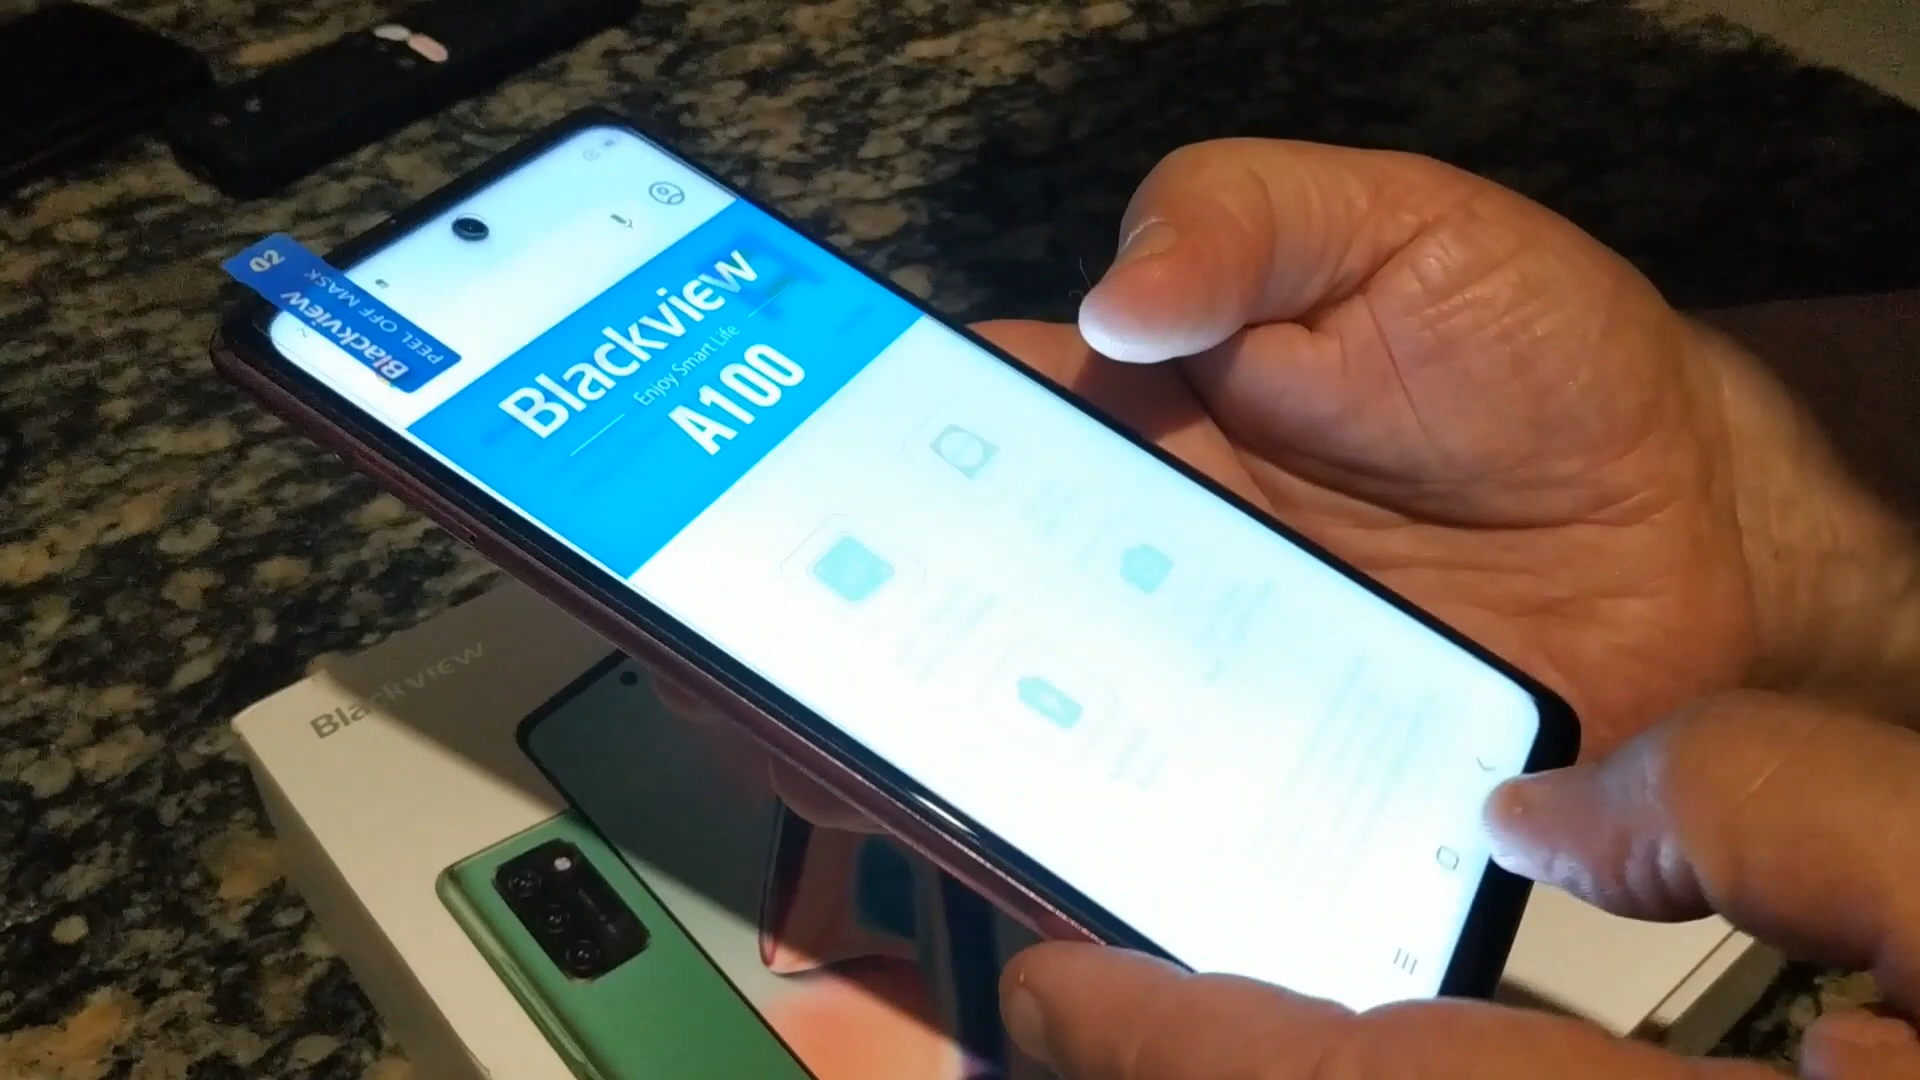 02
Blackview
PEEL OFF MASK
Blackview
Enjoy Smart Life
A100
Blackview